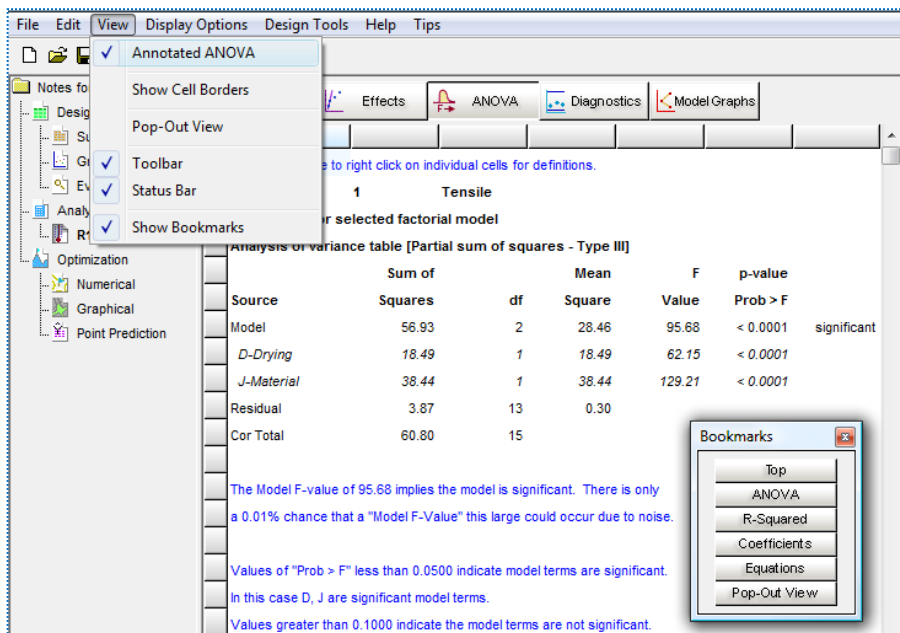 File Edit View Display Options Design Tools Help Tips
Annotated ANOVA
Show Cell Borders
Pop-Out View
Toolbar
Status Bar
Show Bookmarks
Notes for
Desig
Su
Gr
Ev
Analy
R1
Optimization
Numerical
Graphical
Point Prediction
Effects ANOVA Diagnostics Model Graphs
e to right click on individual cells for definitions.
1 Tensile
r selected factorial model
Analysis of variance table [Partial sum of squares - Type III]
Sum of Mean F p-value
Source Squares df Square Value Prob > F
Model 56.93 2 28.46 95.68 < 0.0001 significant
D-Drying 18.49 1 18.49 62.15 < 0.0001
J-Material 38.44 1 38.44 129.21 < 0.0001
Residual 3.87 13 0.30
Cor Total 60.80 15
The Model F-value of 95.68 implies the model is significant. There is only
a 0.01% chance that a "Model F-Value" this large could occur due to noise.
Values of "Prob > F" less than 0.0500 indicate model terms are significant.
In this case D, J are significant model terms.
Values greater than 0.1000 indicate the model terms are not significant.
Bookmarks
Top
ANOVA
R-Squared
Coefficients
Equations
Pop-Out View